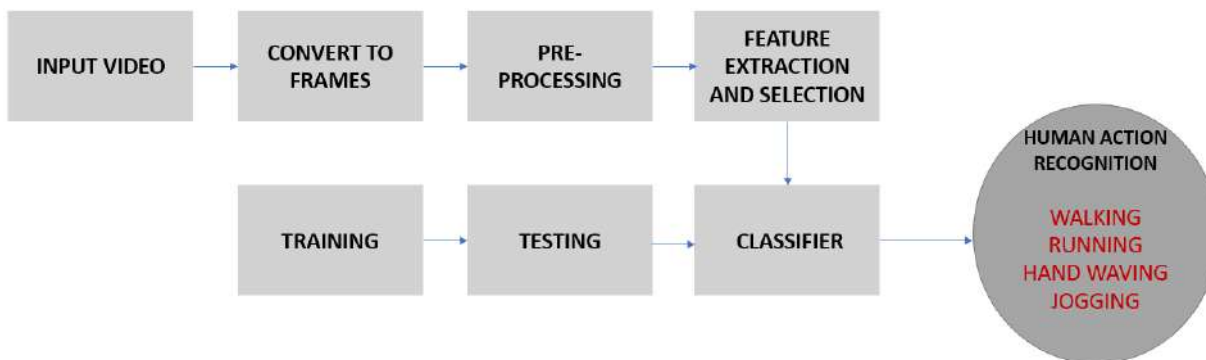 INPUT VIDEO
CONVERT TO
FRAMES
PRE-
PROCESSING
FEATURE
EXTRACTION
AND SELECTION
HUMAN ACTION
RECOGNITION
WALKING
RUNNING
HAND WAVING
JOGGING
TRAINING
TESTING
CLASSIFIER